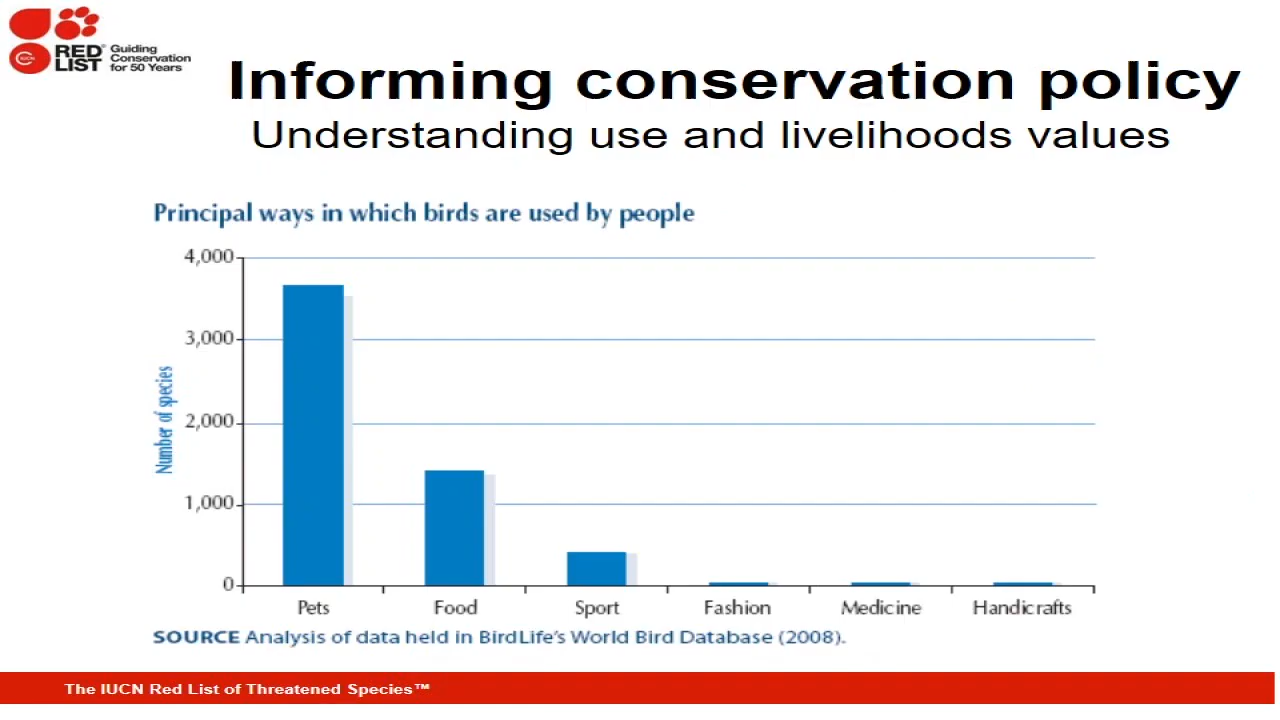 IUCN
RED LIST® Guiding Conservation for 50 Years
Informing conservation policy
Understanding use and livelihoods values
Principal ways in which birds are used by people
Number of species
4,000
3,000
2,000
1,000
0
Pets Food Sport Fashion Medicine Handicrafts
SOURCE Analysis of data held in BirdLife's World Bird Database (2008).
The IUCN Red List of Threatened Species™